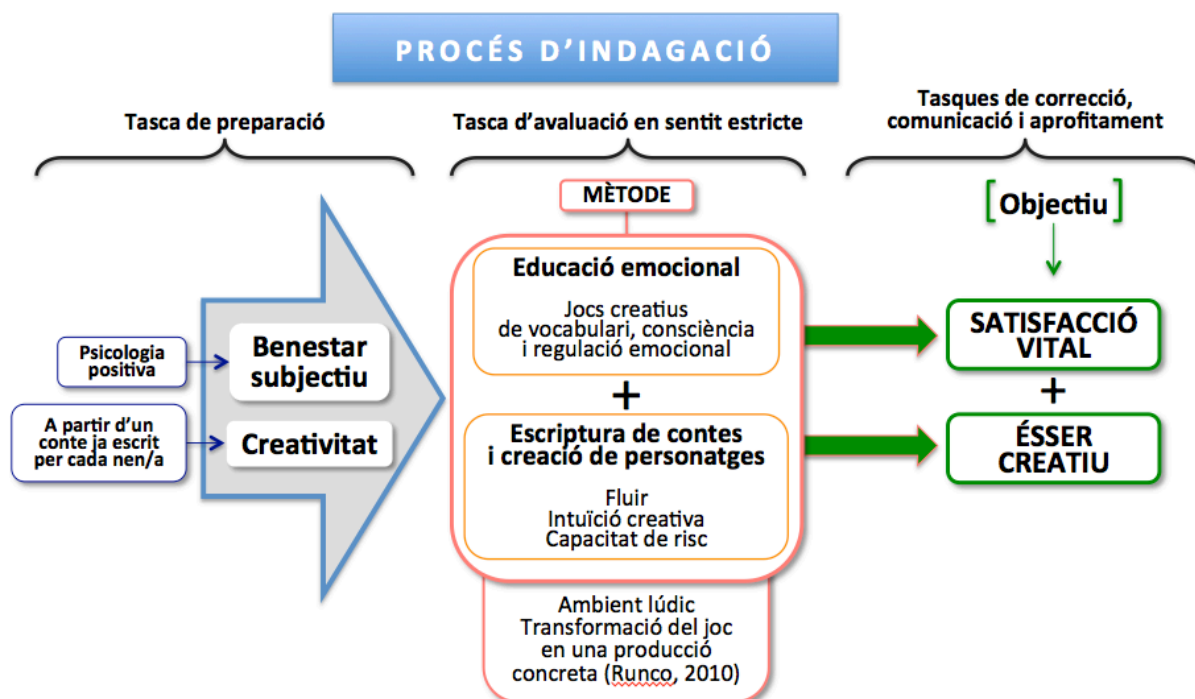 PROCÉS D'INDAGACIÓ
Tasca de preparació
Psicologia
positiva
Benestar
subjectiu
A partir d'un
conte ja escrit
per cada nen/a
Creativitat
Tasca d'avaluació en sentit estricte
MÈTODE
Educació emocional
Jocs creatius
de vocabulari, consciència
i regulació emocional
+
Escriptura de contes
i creació de personatges
Fluir
Intuïció creativa
Capacitat de risc
Ambient lúdic
Transformació del joc
en una producció
concreta (Runco, 2010)
Tasques de correcció,
comunicació i aprofitament
[Objectiu]
SATISFACCIÓ
VITAL
+
ÉSSER
CREATIU